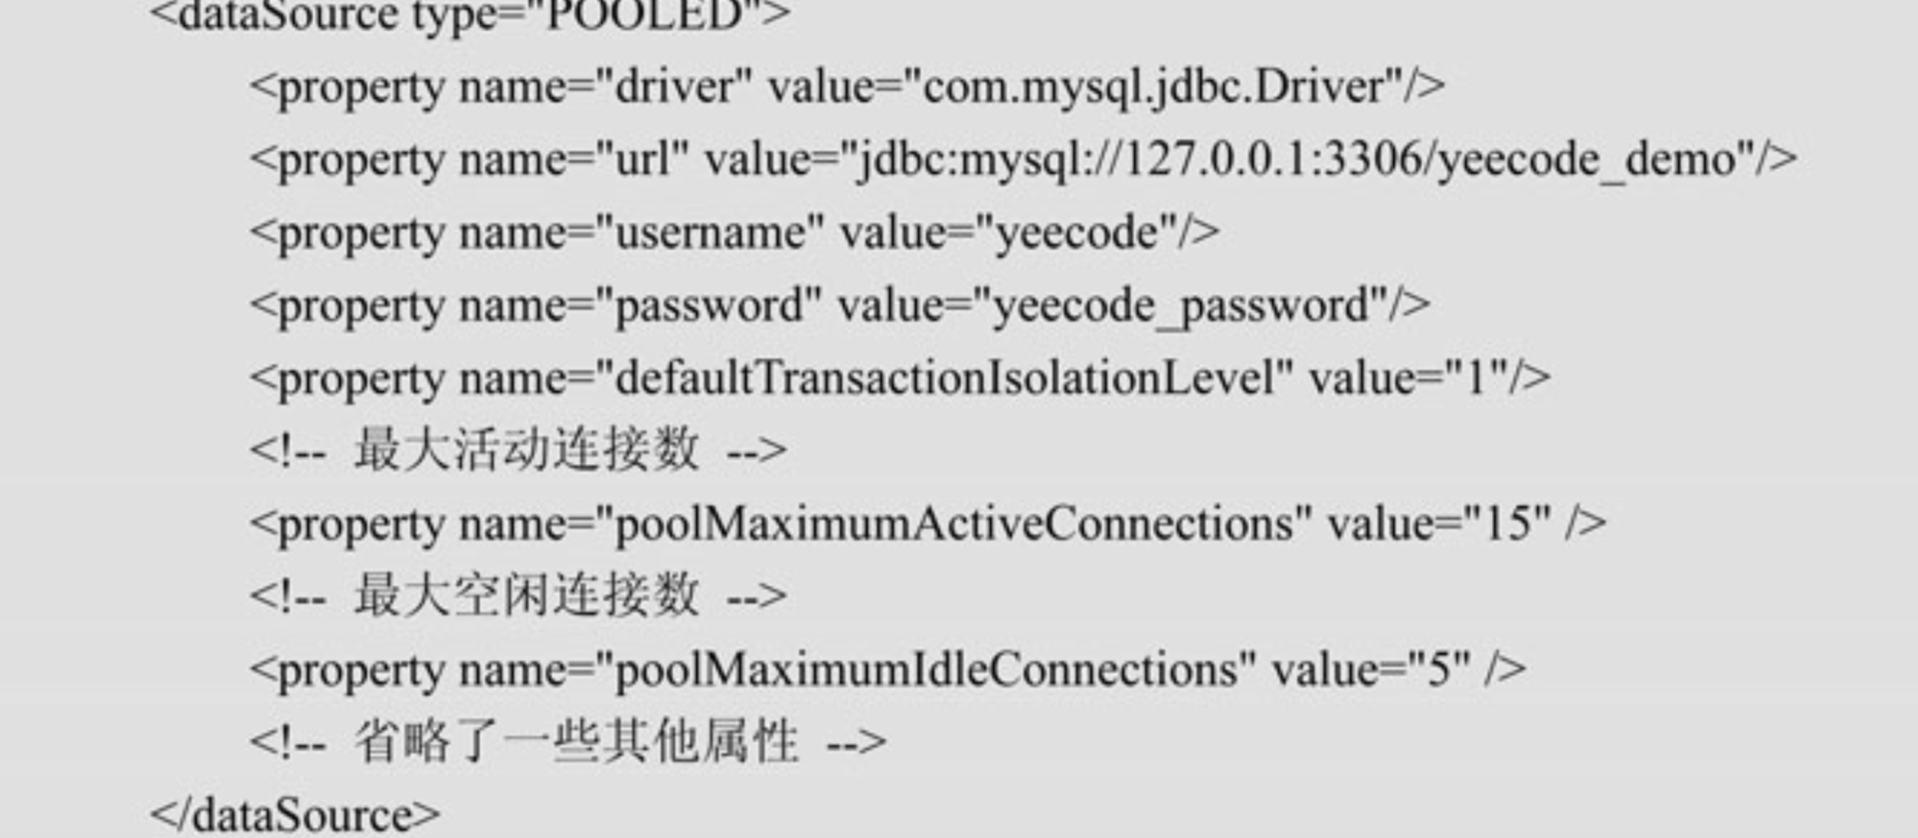 <dataSource type="POOLED">
<property name="driver" value="com.mysql.jdbc.Driver"/>
<property name="url" value="jdbc:mysql://127.0.0.1:3306/yeecode_demo"/>
<property name="username" value="yeecode"/>
<property name="password" value="yeecode_password"/>
<property name="defaultTransactionIsolationLevel" value="1"/>
<!-- 最大活动连接数 -->
<property name="poolMaximumActiveConnections" value="15" />
<!-- 最大空闲连接数 -->
<property name="poolMaximumIdleConnections" value="5" />
<!-- 省略了一些其他属性 -->
</dataSource>